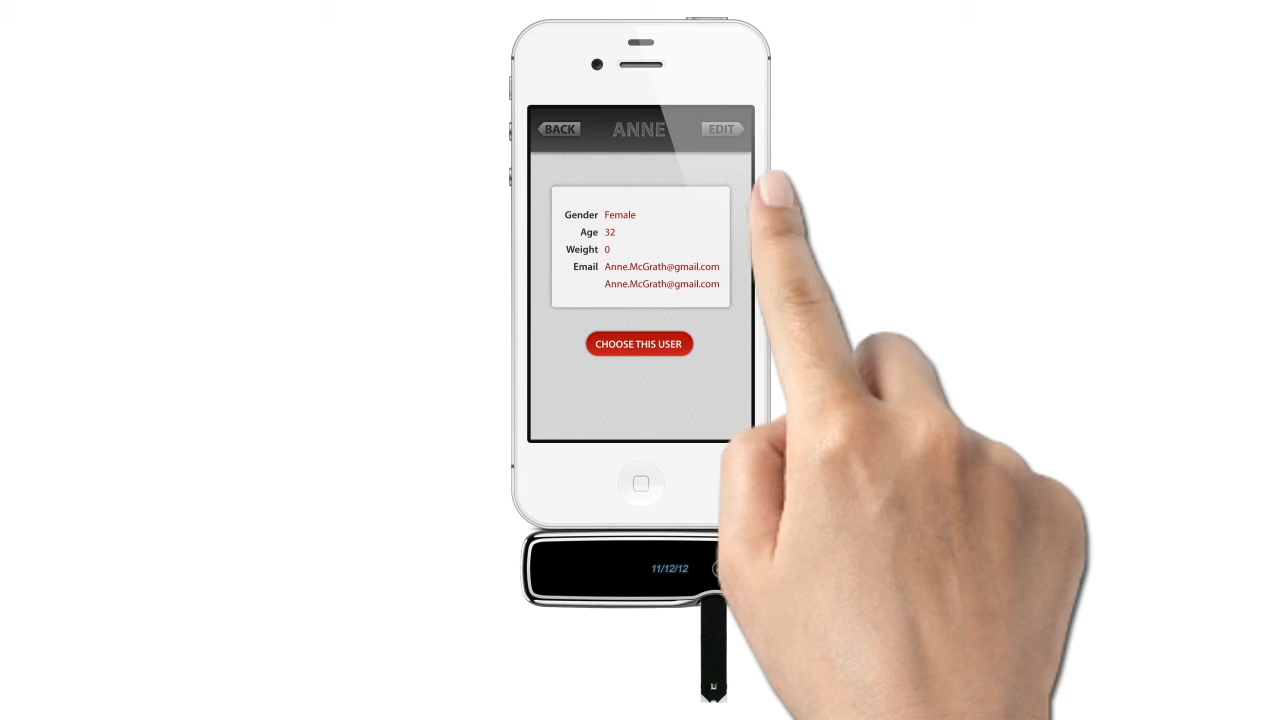 BACK ANNE EDIT
Gender Female
Age 32
Weight 0
Email Anne.McGrath@gmail.com
Anne.McGrath@gmail.com
CHOOSE THIS USER
11/12/12